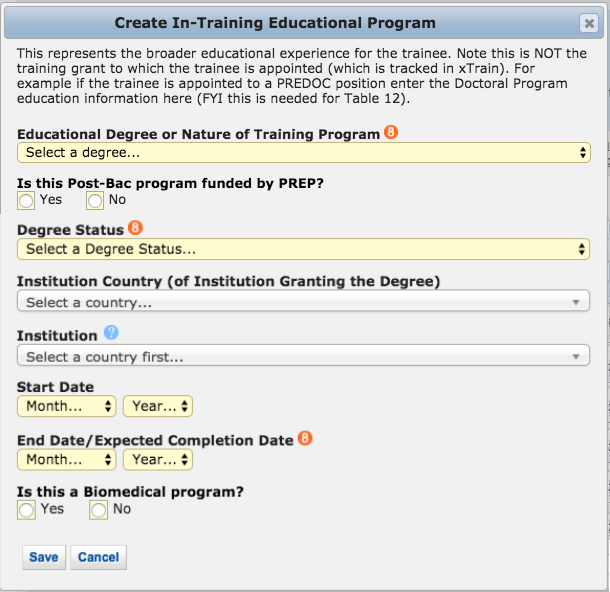 Create In-Training Educational Program
This represents the broader educational experience for the trainee. Note this is NOT the
training grant to which the trainee is appointed (which is tracked in xTrain). For
example if the trainee is appointed to a PREDOC position enter the Doctoral Program
education information here (FYI this is needed for Table 12).
Educational Degree or Nature of Training Program 8
Select a degree...
Is this Post-Bac program funded by PREP?
Yes No
Degree Status 8
Select a Degree Status...
Institution Country (of Institution Granting the Degree)
Select a country...
Institution ?
Select a country first...
Start Date
Month... Year...
End Date/Expected Completion Date 8
Month... Year...
Is this a Biomedical program?
Yes No
Save Cancel